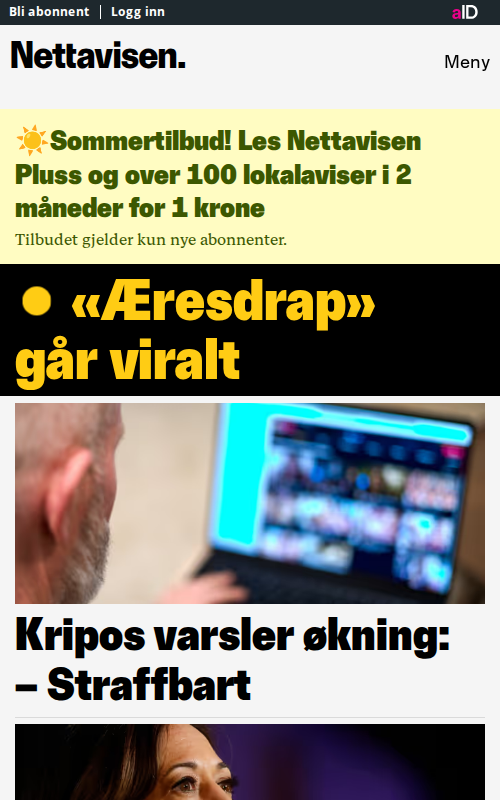 Bli abonnent | Logg inn
aID
Nettavisen.
Meny
Sommertilbud! Les Nettavisen
Pluss og over 100 lokalaviser i 2
måneder for 1 krone
Tilbudet gjelder kun nye abonnenter.
«Æresdrap»
går viralt
Kripos varsler økning:
– Straffbart